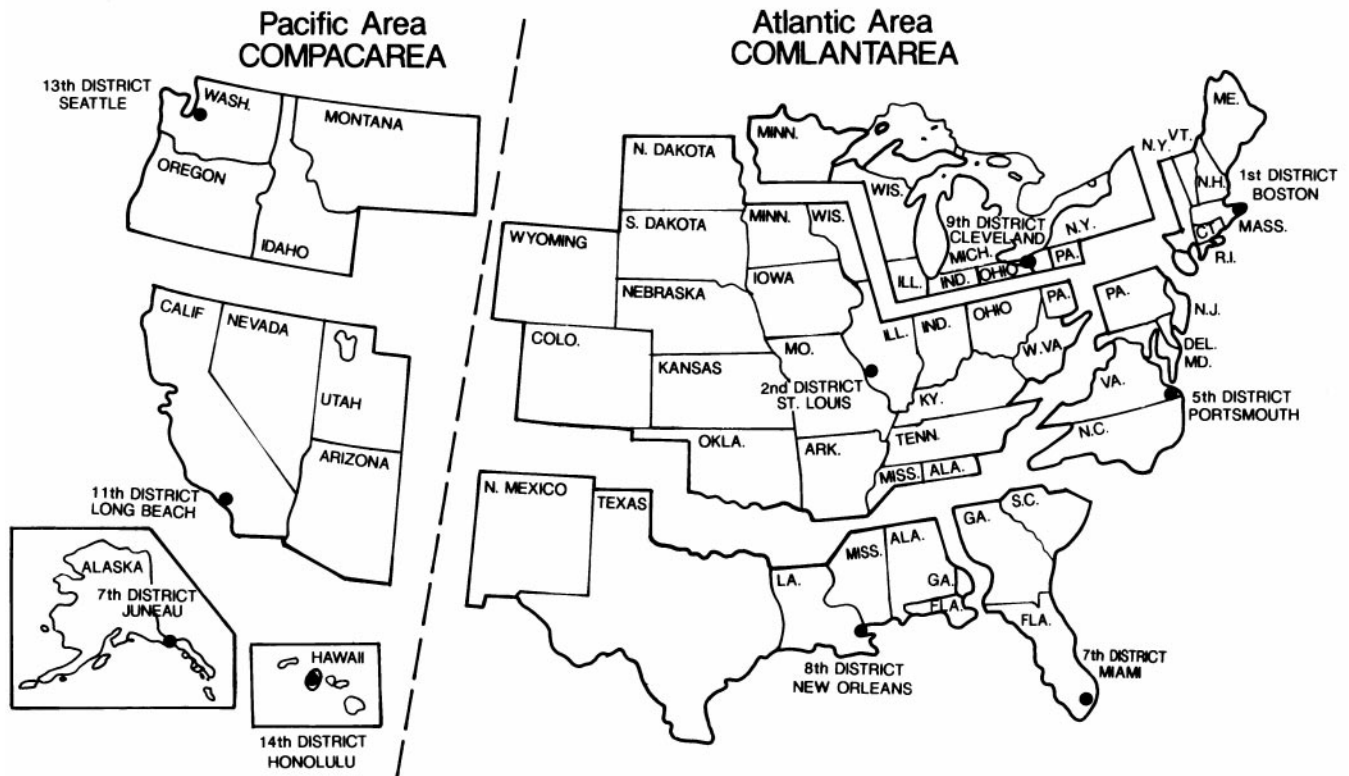 Pacific Area
COMPACAREA
Atlantic Area
COMLANTAREA
13th DISTRICT
SEATTLE
WASH.
MONTANA
OREGON
IDAHO
CALIF
NEVADA
UTAH
ARIZONA
11th DISTRICT
LONG BEACH
ALASKA
7th DISTRICT
JUNEAU
HAWAII
14th DISTRICT
HONOLULU
MINN.
N. DAKOTA
WIS.
S. DAKOTA
MINN.
WIS.
WYOMING
NEBRASKA
IOWA
COLO.
KANSAS
MO.
ILL.
IND.
OHIO
PA.
W.VA.
KY.
2nd DISTRICT
ST. LOUIS
OKLA.
ARK.
TENN.
MISS.
ALA.
9th DISTRICT
CLEVELAND
MICH.
ILL.
IND.
OHIO
PA.
N.Y.
N.Y.
VT.
ME.
N.H.
1st DISTRICT
BOSTON
MASS.
CT.
R.I.
PA.
N.J.
DEL.
MD.
VA.
5th DISTRICT
PORTSMOUTH
N.C.
N. MEXICO
TEXAS
LA.
MISS.
ALA.
GA.
FLA.
8th DISTRICT
NEW ORLEANS
GA.
S.C.
FLA.
7th DISTRICT
MIAMI